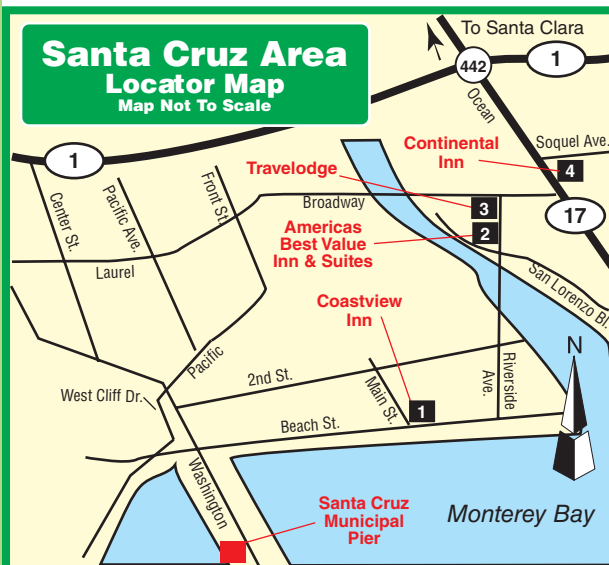 Santa Cruz Area
Locator Map
Map Not To Scale
To Santa Clara
442
1
Ocean
Soquel Ave.
Continental
Inn
4
1
Travelodge
Broadway
3
17
Americas
Best Value
Inn & Suites
2
Center St.
Pacific Ave.
Front St.
Laurel
San Lorenzo Bl.
Coastview
Inn
N
Pacific
2nd St.
Main St.
Riverside
Ave.
West Cliff Dr.
1
Beach St.
Washington
Santa Cruz
Municipal
Pier
Monterey Bay